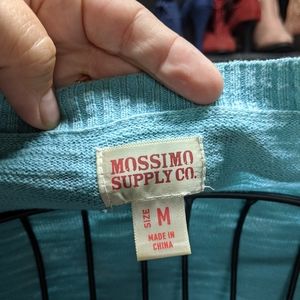 MOSSIMO
SUPPLY CO.
SIZE M
MADE IN
CHINA